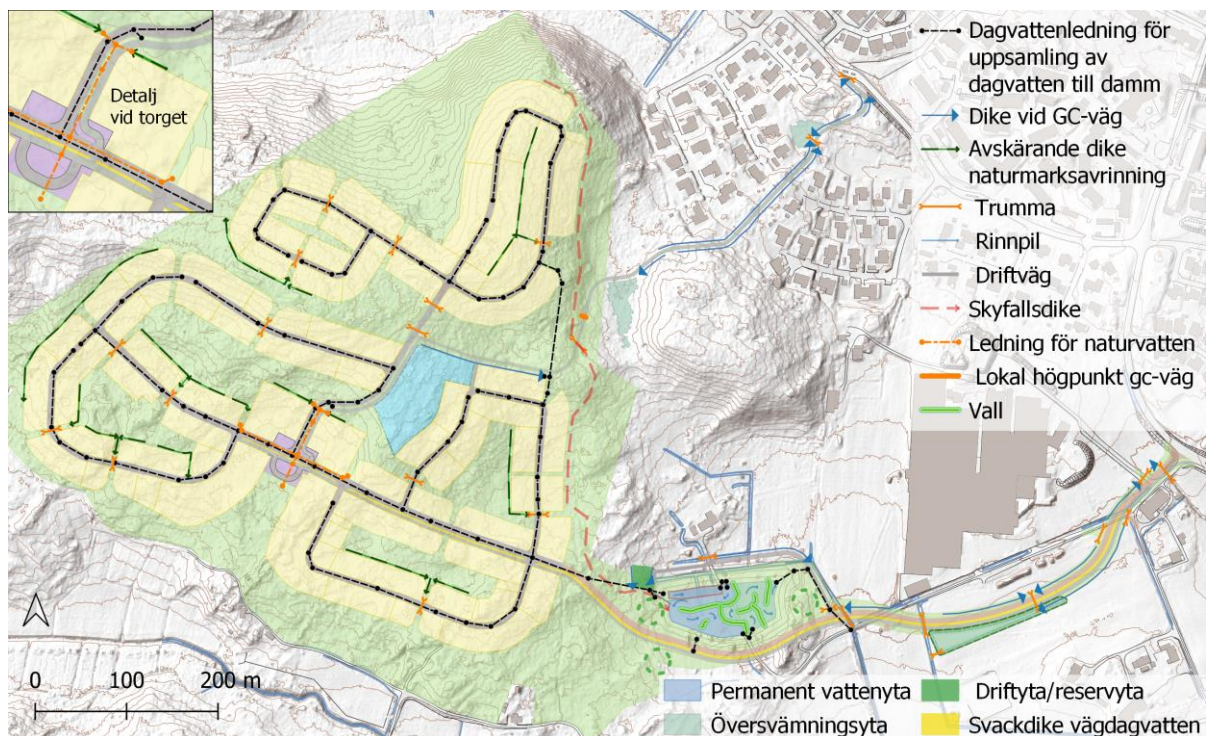 Detalj
vid torget
Dagvattenledning för
uppsamling av
dagvatten till damm
Dike vid GC-väg
Avskärande dike
naturmarksavrinning
Trumma
Rinnpil
Driftväg
Skyfallsdike
Ledning för naturvatten
Lokal högpunkt gc-väg
Vall
0 100 200 m
Permanent vattenyta
Översvämningsyta
Driftyta/reservyta
Svackdike vägdagvatten